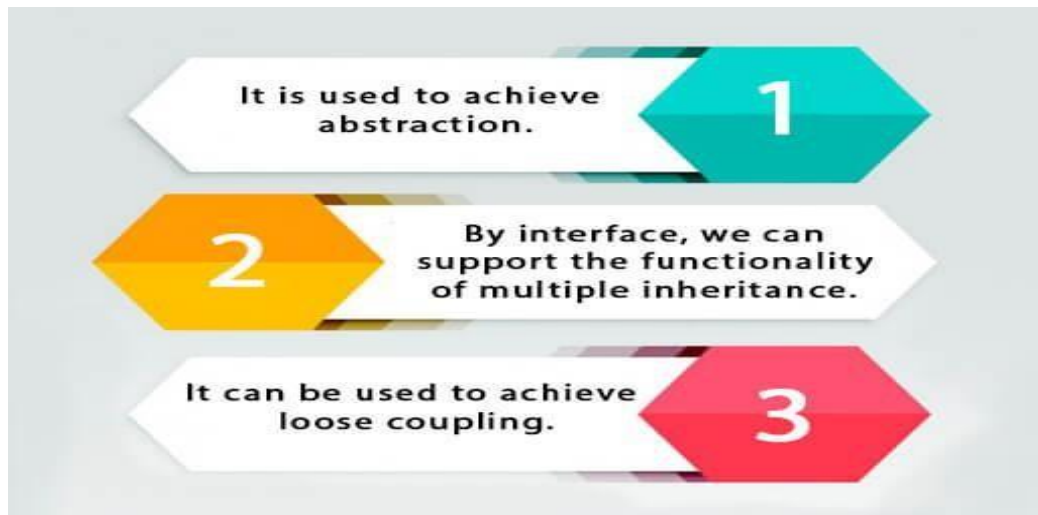 It is used to achieve
abstraction.
1
2
By interface, we can
support the functionality
of multiple inheritance.
It can be used to achieve
loose coupling.
3